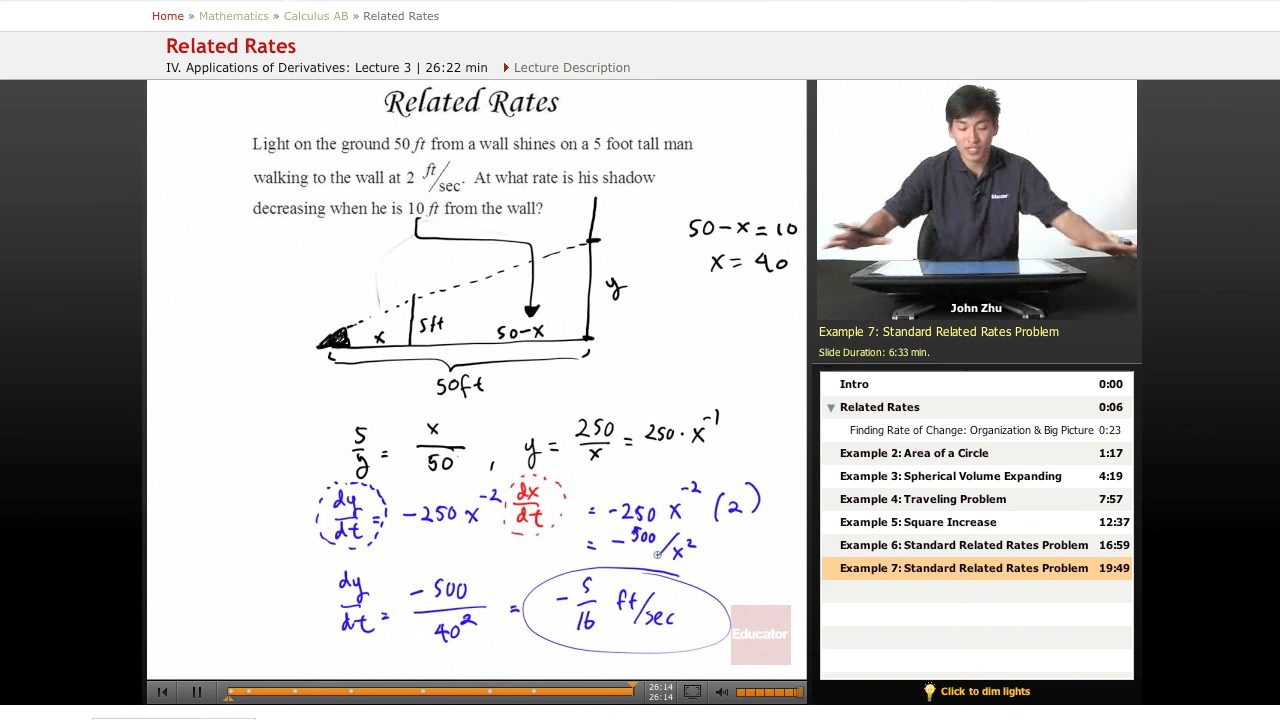 Home » Mathematics » Calculus AB » Related Rates
Related Rates
IV. Applications of Derivatives: Lecture 3 | 26:22 min Lecture Description
Related Rates
Light on the ground 50 ft from a wall shines on a 5 foot tall man
walking to the wall at 2 ft/sec. At what rate is his shadow
decreasing when he is 10 ft from the wall?
50-x=10
x=40
y
x
5ft
50-x
50ft
5/y = x/50, y = 250/x = 250·x^-1
dy/dt = -250x^-2 dx/dt = -250x^-2 (2)
= -500/x^2
dy/dt = -500/40^2 = -5/16 ft/sec
Educator
Educator
John Zhu
Example 7: Standard Related Rates Problem
Slide Duration: 6:33 min.
Intro 0:00
Related Rates 0:06
Finding Rate of Change: Organization & Big Picture 0:23
Example 2: Area of a Circle 1:17
Example 3: Spherical Volume Expanding 4:19
Example 4: Traveling Problem 7:57
Example 5: Square Increase 12:37
Example 6: Standard Related Rates Problem 16:59
Example 7: Standard Related Rates Problem 19:49
26:14
26:14
Click to dim lights